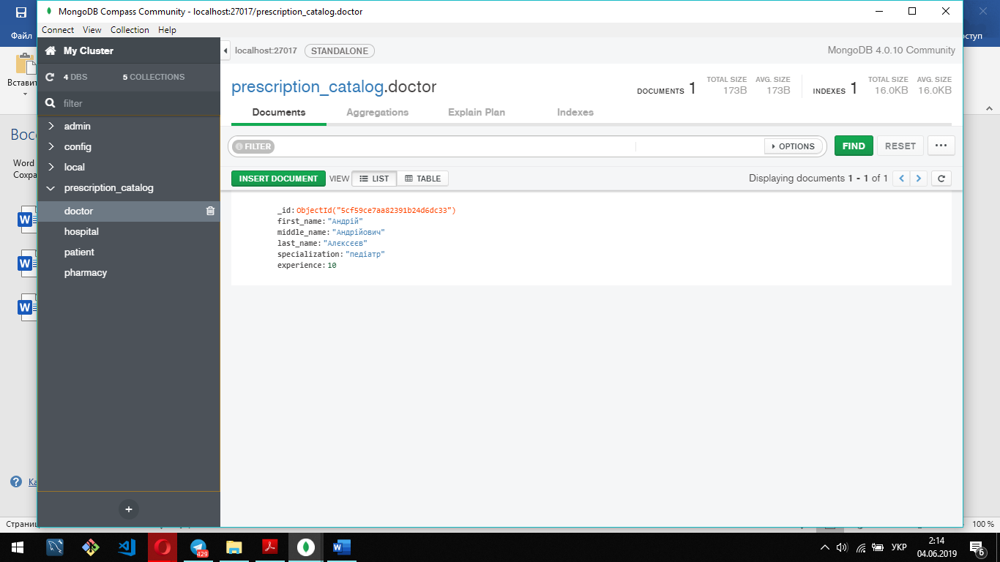 MongoDB Compass Community - localhost:27017/prescription_catalog.doctor
Файл
оступ
Connect View Collection Help
My Cluster
localhost:27017 STANDALONE
MongoDB 4.0.10 Community
4 DBS 5 COLLECTIONS
Вставит
filter
prescription_catalog.doctor
DOCUMENTS 1 TOTAL SIZE 173B AVG. SIZE 173B
INDEXES 1 TOTAL SIZE 16.0KB AVG. SIZE 16.0KB
Documents Aggregations Explain Plan Indexes
admin
config
local
prescription_catalog
doctor
hospital
patient
pharmacy
FILTER
OPTIONS
FIND
RESET
INSERT DOCUMENT VIEW LIST TABLE
Displaying documents 1 - 1 of 1
_id: ObjectId("5cf59ce7aa82391b24d6dc33")
first_name: "Андрій"
middle_name: "Андрійович"
last_name: "Алєксєєв"
specialization: "педіатр"
experience: 10
Word
Сохра
Страниц
100 %
429
УКР
2:14
04.06.2019
6